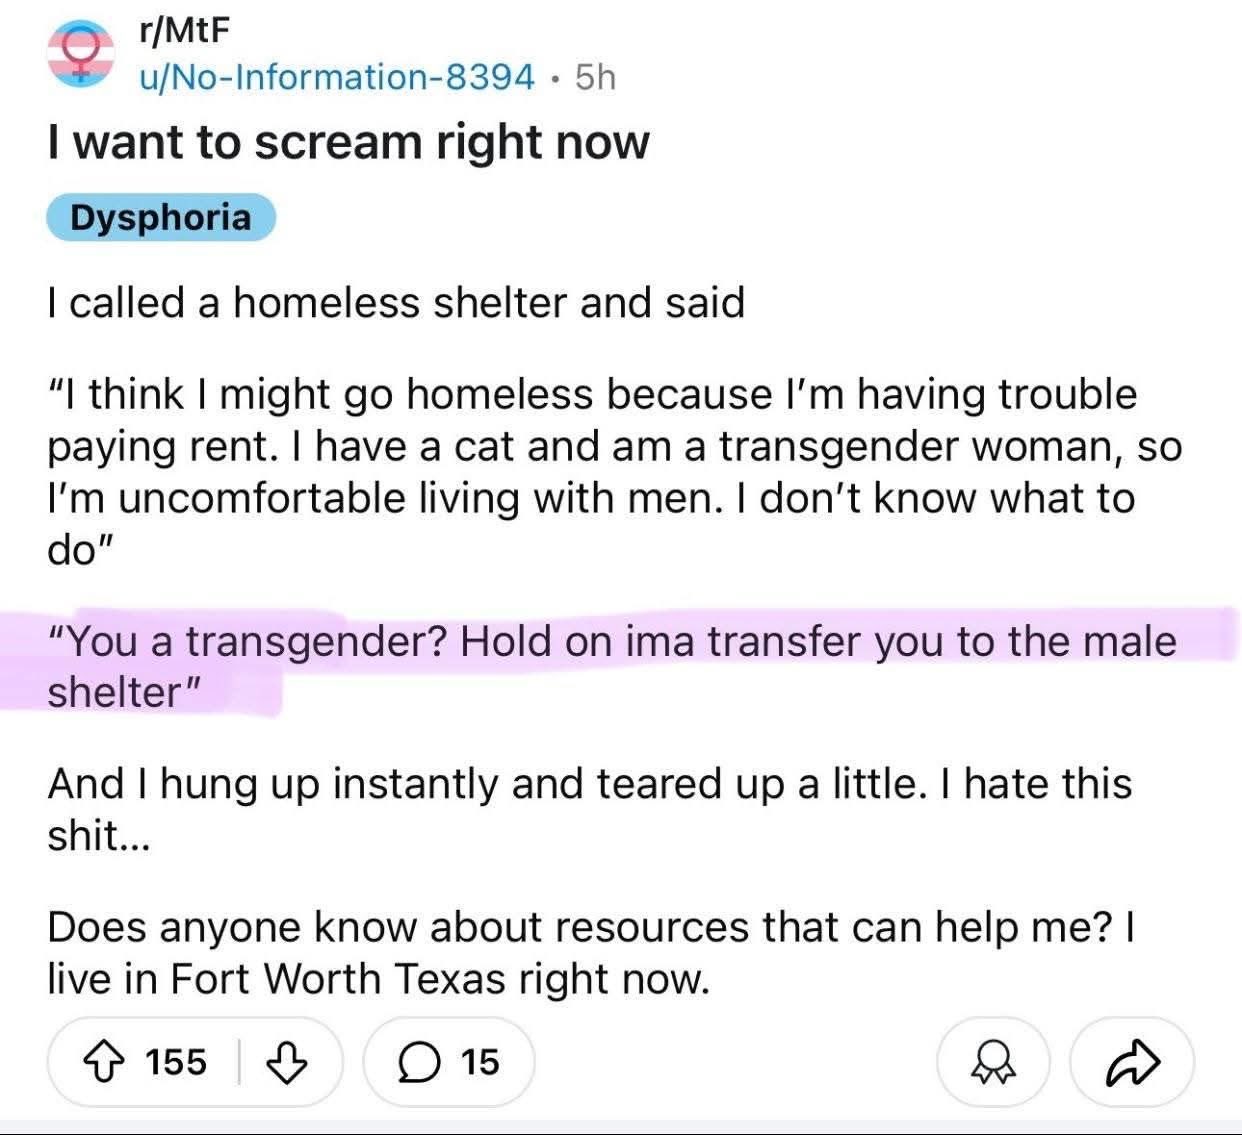 r/MtF
u/No-Information-8394 • 5h
I want to scream right now
Dysphoria
I called a homeless shelter and said
“I think I might go homeless because I’m having trouble
paying rent. I have a cat and am a transgender woman, so
I’m uncomfortable living with men. I don’t know what to
do”
“You a transgender? Hold on ima transfer you to the male
shelter”
And I hung up instantly and teared up a little. I hate this
shit...
Does anyone know about resources that can help me? I
live in Fort Worth Texas right now.
155 15